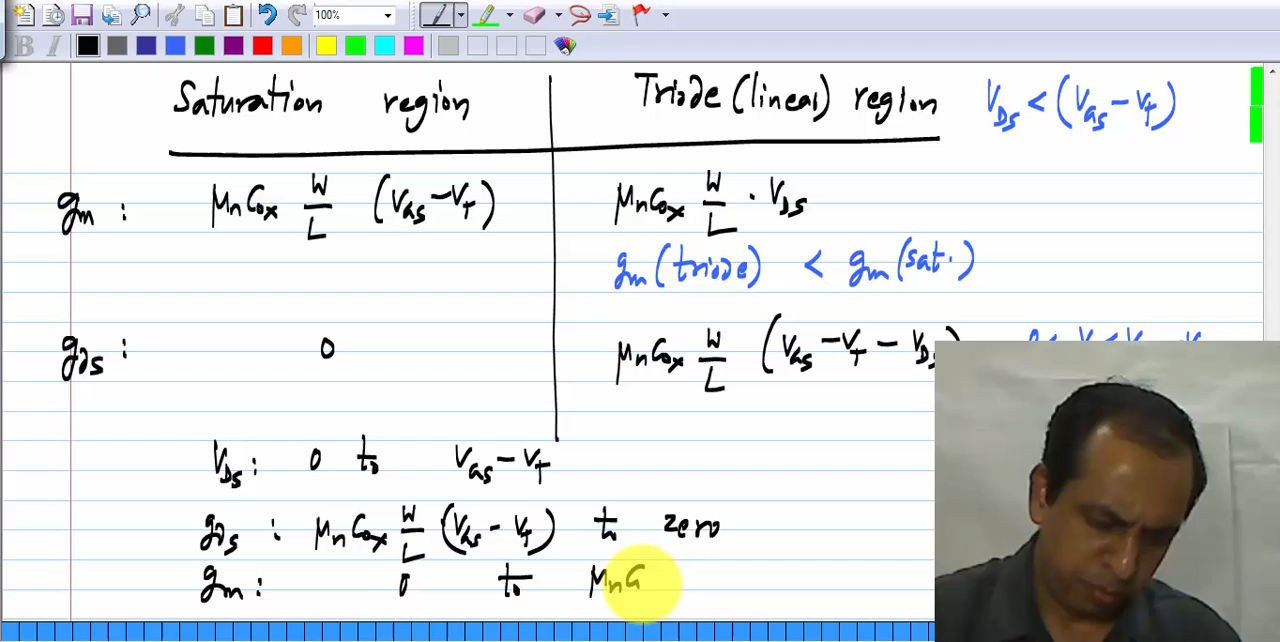 100%
B I
Saturation region Triode (linear) region V_DS < (V_GS - V_T)
g_m : μ_n C_ox W/L (V_GS - V_T) μ_n C_ox W/L · V_DS
g_m (triode) < g_m (sat.)
g_ds : 0 μ_n C_ox W/L (V_GS - V_T - V_DS)
V_DS : 0 to V_GS - V_T
g_ds : μ_n C_ox W/L (V_GS - V_T) to zero
g_m : 0 to μ_n C